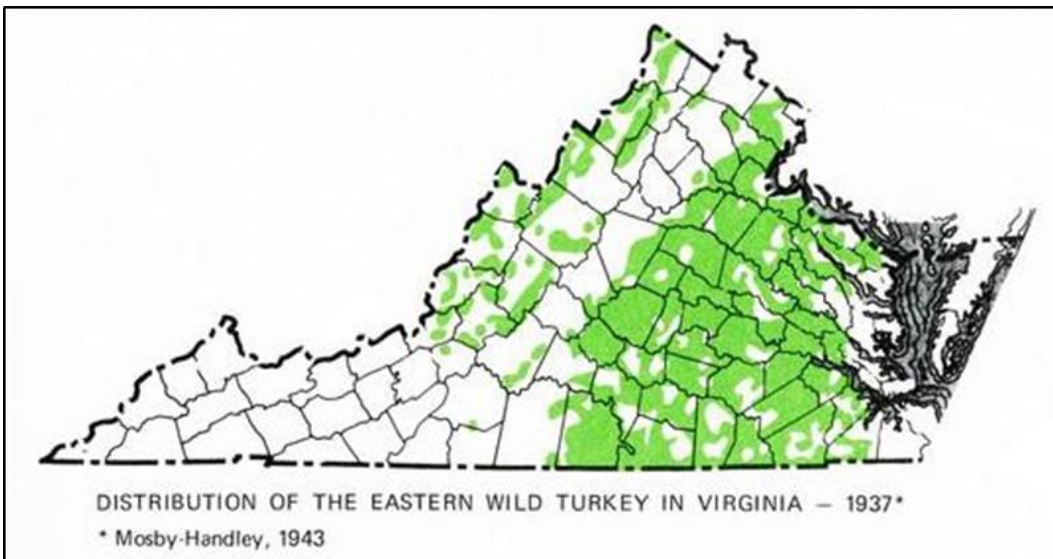 DISTRIBUTION OF THE EASTERN WILD TURKEY IN VIRGINIA – 1937*
* Mosby-Handley, 1943